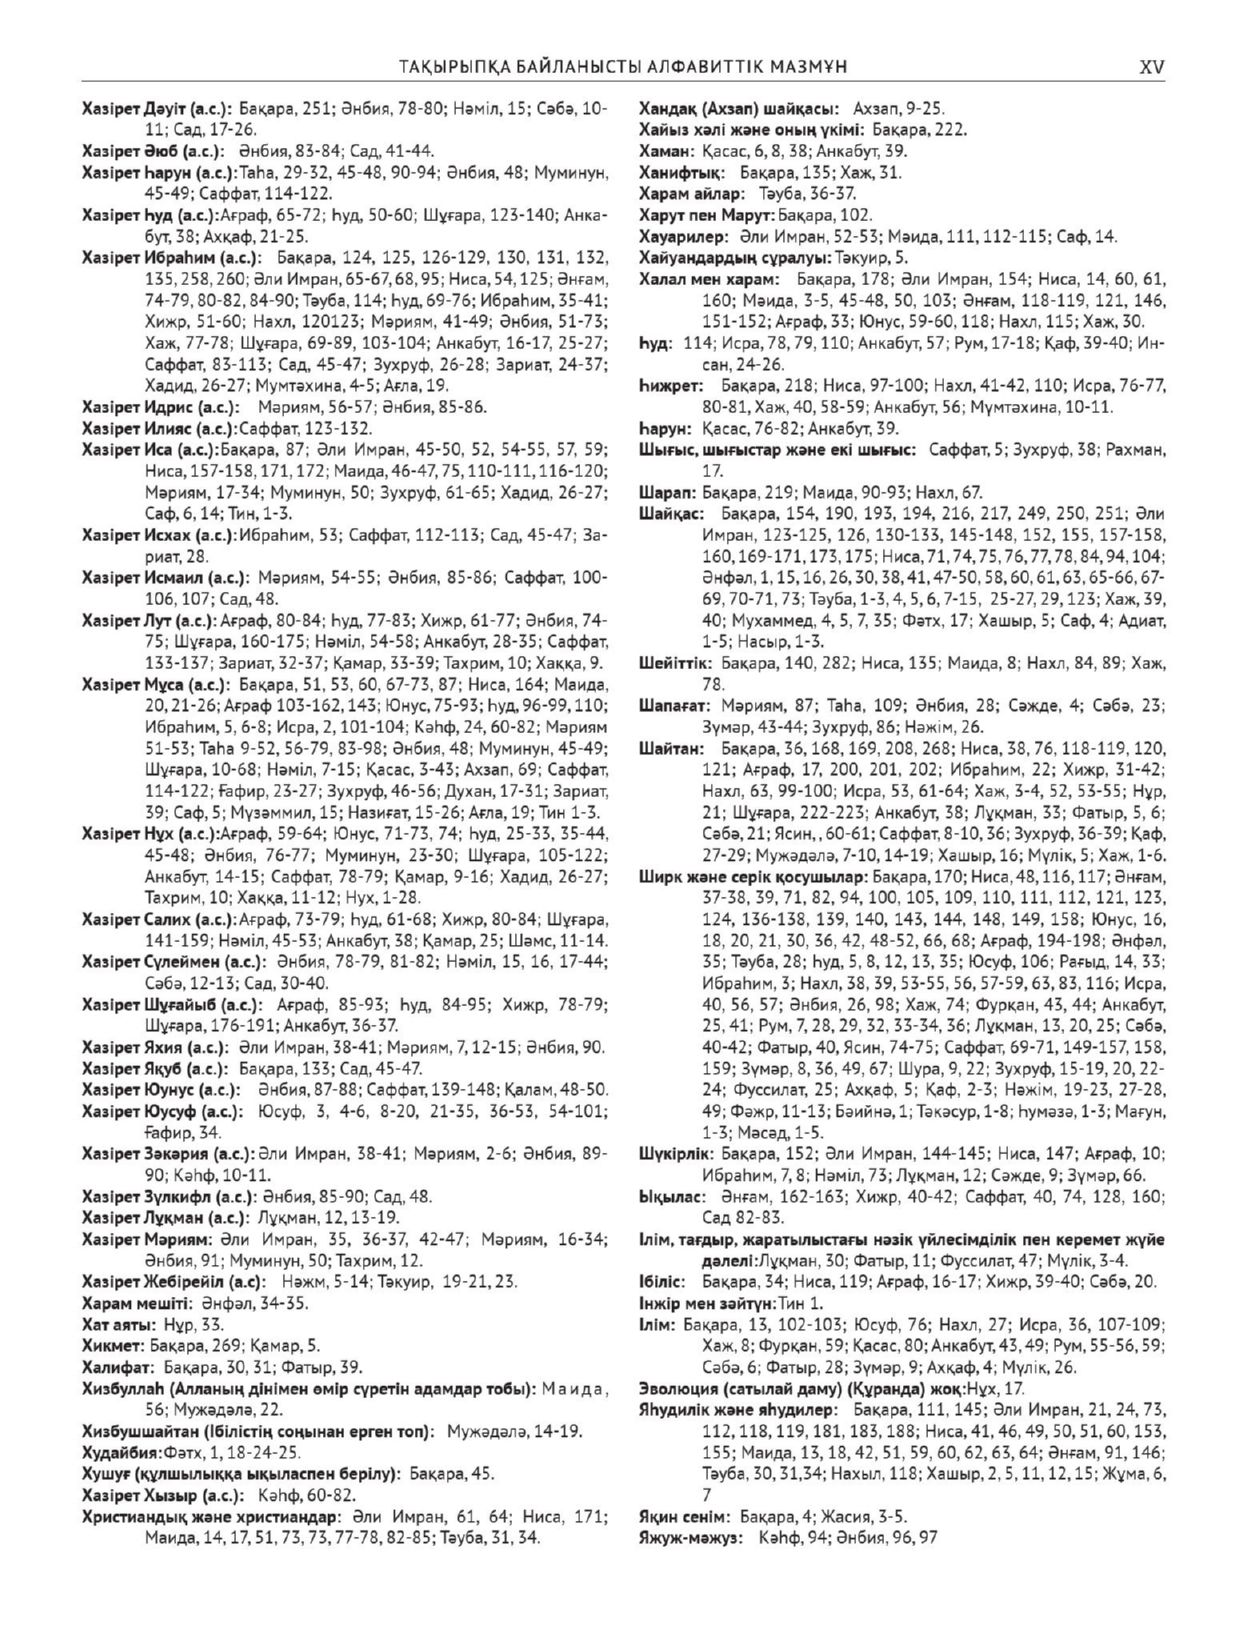 ТАҚЫРЫПҚА БАЙЛАНЫСТЫ АЛФАВИТТІК МАЗМҰН XV
Хазірет Дәуіт (а.с.): Бақара, 251; Әнбия, 78-80; Нәміл, 15; Сәбә, 10-
11; Сад, 17-26.
Хазірет Әюб (а.с.): Әнбия, 83-84; Сад, 41-44.
Хазірет Һарун (а.с.):Таһа, 29-32, 45-48, 90-94; Әнбия, 48; Муминун,
45-49; Саффат, 114-122.
Хазірет Һуд (а.с.):Ағраф, 65-72; Һуд, 50-60; Шұғара, 123-140; Анка-
бут, 38; Ахқаф, 21-25.
Хазірет Ибраһим (а.с.): Бақара, 124, 125, 126-129, 130, 131, 132,
135, 258, 260; Әли Имран, 65-67, 68, 95; Ниса, 54, 125; Әнғам,
74-79, 80-82, 84-90; Тәуба, 114; Һуд, 69-76; Ибраһим, 35-41;
Хижр, 51-60; Нахл, 120123; Мәриям, 41-49; Әнбия, 51-73;
Хаж, 77-78; Шұғара, 69-89, 103-104; Анкабут, 16-17, 25-27;
Саффат, 83-113; Сад, 45-47; Зухруф, 26-28; Зариат, 24-37;
Хадид, 26-27; Мумтәхина, 4-5; Ағла, 19.
Хазірет Идрис (а.с.): Мәриям, 56-57; Әнбия, 85-86.
Хазірет Илияс (а.с.):Саффат, 123-132.
Хазірет Иса (а.с.):Бақара, 87; Әли Имран, 45-50, 52, 54-55, 57, 59;
Ниса, 157-158, 171, 172; Маида, 46-47, 75, 110-111, 116-120;
Мәриям, 17-34; Муминун, 50; Зухруф, 61-65; Хадид, 26-27;
Саф, 6, 14; Тин, 1-3.
Хазірет Исхах (а.с.):Ибраһим, 53; Саффат, 112-113; Сад, 45-47; За-
риат, 28.
Хазірет Исмаил (а.с.): Мәриям, 54-55; Әнбия, 85-86; Саффат, 100-
106, 107; Сад, 48.
Хазірет Лут (а.с.): Ағраф, 80-84; Һуд, 77-83; Хижр, 61-77; Әнбия, 74-
75; Шұғара, 160-175; Нәміл, 54-58; Анкабут, 28-35; Саффат,
133-137; Зариат, 32-37; Қамар, 33-39; Тахрим, 10; Хаққа, 9.
Хазірет Мұса (а.с.): Бақара, 51, 53, 60, 67-73, 87; Ниса, 164; Маида,
20, 21-26; Ағраф 103-162, 143; Юнус, 75-93; Һуд, 96-99, 110;
Ибраһим, 5, 6-8; Исра, 2, 101-104; Кәһф, 24, 60-82; Мәриям
51-53; Таһа 9-52, 56-79, 83-98; Әнбия, 48; Муминун, 45-49;
Шұғара, 10-68; Нәміл, 7-15; Қасас, 3-43; Ахзап, 69; Саффат,
114-122; Ғафир, 23-27; Зухруф, 46-56; Духан, 17-31; Зариат,
39; Саф, 5; Мүзәммил, 15; Назиғат, 15-26; Ағла, 19; Тин 1-3.
Хазірет Нұх (а.с.):Ағраф, 59-64; Юнус, 71-73, 74; Һуд, 25-33, 35-44,
45-48; Әнбия, 76-77; Муминун, 23-30; Шұғара, 105-122;
Анкабут, 14-15; Саффат, 78-79; Қамар, 9-16; Хадид, 26-27;
Тахрим, 10; Хаққа, 11-12; Нух, 1-28.
Хазірет Салих (а.с.):Ағраф, 73-79; Һуд, 61-68; Хижр, 80-84; Шұғара,
141-159; Нәміл, 45-53; Анкабут, 38; Қамар, 25; Шәмс, 11-14.
Хазірет Сүлеймен (а.с.): Әнбия, 78-79, 81-82; Нәміл, 15, 16, 17-44;
Сәбә, 12-13; Сад, 30-40.
Хазірет Шұғайыб (а.с.): Ағраф, 85-93; Һуд, 84-95; Хижр, 78-79;
Шұғара, 176-191; Анкабут, 36-37.
Хазірет Яхия (а.с.): Әли Имран, 38-41; Мәриям, 7, 12-15; Әнбия, 90.
Хазірет Яқуб (а.с.): Бақара, 133; Сад, 45-47.
Хазірет Юунус (а.с.): Әнбия, 87-88; Саффат, 139-148; Қалам, 48-50.
Хазірет Юусуф (а.с.): Юсуф, 3, 4-6, 8-20, 21-35, 36-53, 54-101;
Ғафир, 34.
Хазірет Зәкәрия (а.с.): Әли Имран, 38-41; Мәриям, 2-6; Әнбия, 89-
90; Кәһф, 10-11.
Хазірет Зүлкифл (а.с.): Әнбия, 85-90; Сад, 48.
Хазірет Лұқман (а.с.): Лұқман, 12, 13-19.
Хазірет Мәриям: Әли Имран, 35, 36-37, 42-47; Мәриям, 16-34;
Әнбия, 91; Муминун, 50; Тахрим, 12.
Хазірет Жебірейіл (а.с): Нәжм, 5-14; Тәкуир, 19-21, 23.
Харам мешіті: Әнфәл, 34-35.
Хат аяты: Нұр, 33.
Хикмет: Бақара, 269; Қамар, 5.
Халифат: Бақара, 30, 31; Фатыр, 39.
Хизбуллаһ (Алланың дінімен өмір сүретін адамдар тобы): Маида,
56; Мужәдәлә, 22.
Хизбушшайтан (Ібілістің соңынан ерген топ): Мужәдәлә, 14-19.
Худайбия:Фәтх, 1, 18-24-25.
Хушуғ (құлшылыққа ықыласпен берілу): Бақара, 45.
Хазірет Хызыр (а.с.): Кәһф, 60-82.
Христиандық және христиандар: Әли Имран, 61, 64; Ниса, 171;
Маида, 14, 17, 51, 73, 73, 77-78, 82-85; Тәуба, 31, 34.
Хандақ (Ахзап) шайқасы: Ахзап, 9-25.
Хайыз хәлі және оның үкімі: Бақара, 222.
Хаман: Қасас, 6, 8, 38; Анкабут, 39.
Ханифтық: Бақара, 135; Хаж, 31.
Харам айлар: Тәуба, 36-37.
Харут пен Марут: Бақара, 102.
Хауарилер: Әли Имран, 52-53; Мәида, 111, 112-115; Саф, 14.
Хайуандардың сұралуы: Тәкуир, 5.
Халал мен харам: Бақара, 178; Әли Имран, 154; Ниса, 14, 60, 61,
160; Мәида, 3-5, 45-48, 50, 103; Әнғам, 118-119, 121, 146,
151-152; Ағраф, 33; Юнус, 59-60, 118; Нахл, 115; Хаж, 30.
Һуд: 114; Исра, 78, 79, 110; Анкабут, 57; Рум, 17-18; Қаф, 39-40; Ин-
сан, 24-26.
Һижрет: Бақара, 218; Ниса, 97-100; Нахл, 41-42, 110; Исра, 76-77,
80-81, Хаж, 40, 58-59; Анкабут, 56; Мүмтәхина, 10-11.
Һарун: Қасас, 76-82; Анкабут, 39.
Шығыс, шығыстар және екі шығыс: Саффат, 5; Зухруф, 38; Рахман,
17.
Шарап: Бақара, 219; Маида, 90-93; Нахл, 67.
Шайқас: Бақара, 154, 190, 193, 194, 216, 217, 249, 250, 251; Әли
Имран, 123-125, 126, 130-133, 145-148, 152, 155, 157-158,
160, 169-171, 173, 175; Ниса, 71, 74, 75, 76, 77, 78, 84, 94, 104;
Әнфәл, 1, 15, 16, 26, 30, 38, 41, 47-50, 58, 60, 61, 63, 65-66, 67-
69, 70-71, 73; Тәуба, 1-3, 4, 5, 6, 7-15, 25-27, 29, 123; Хаж, 39,
40; Мухаммед, 4, 5, 7, 35; Фәтх, 17; Хашыр, 5; Саф, 4; Адиат,
1-5; Насыр, 1-3.
Шейіттік: Бақара, 140, 282; Ниса, 135; Маида, 8; Нахл, 84, 89; Хаж,
78.
Шапағат: Мәриям, 87; Таһа, 109; Әнбия, 28; Сәжде, 4; Сәбә, 23;
Зүмәр, 43-44; Зухруф, 86; Нәжім, 26.
Шайтан: Бақара, 36, 168, 169, 208, 268; Ниса, 38, 76, 118-119, 120,
121; Ағраф, 17, 200, 201, 202; Ибраһим, 22; Хижр, 31-42;
Нахл, 63, 99-100; Исра, 53, 61-64; Хаж, 3-4, 52, 53-55; Нұр,
21; Шұғара, 222-223; Анкабут, 38; Лұқман, 33; Фатыр, 5, 6;
Сәбә, 21; Ясин, , 60-61; Саффат, 8-10, 36; Зухруф, 36-39; Қаф,
27-29; Мужәдәлә, 7-10, 14-19; Хашыр, 16; Мүлік, 5; Хаж, 1-6.
Ширк және серік қосушылар: Бақара, 170; Ниса, 48, 116, 117; Әнғам,
37-38, 39, 71, 82, 94, 100, 105, 109, 110, 111, 112, 121, 123,
124, 136-138, 139, 140, 143, 144, 148, 149, 158; Юнус, 16,
18, 20, 21, 30, 36, 42, 48-52, 66, 68; Ағраф, 194-198; Әнфәл,
35; Тәуба, 28; Һуд, 5, 8, 12, 13, 35; Юсуф, 106; Рағыд, 14, 33;
Ибраһим, 3; Нахл, 38, 39, 53-55, 56, 57-59, 63, 83, 116; Исра,
40, 56, 57; Әнбия, 26, 98; Хаж, 74; Фурқан, 43, 44; Анкабут,
25, 41; Рум, 7, 28, 29, 32, 33-34, 36; Лұқман, 13, 20, 25; Сәбә,
40-42; Фатыр, 40, Ясин, 74-75; Саффат, 69-71, 149-157, 158,
159; Зүмәр, 8, 36, 49, 67; Шура, 9, 22; Зухруф, 15-19, 20, 22-
24; Фуссилат, 25; Ахқаф, 5; Қаф, 2-3; Нәжім, 19-23, 27-28,
49; Фәжр, 11-13; Бәийнә, 1; Тәкәсур, 1-8; Һумәзә, 1-3; Мағун,
1-3; Мәсәд, 1-5.
Шүкірлік: Бақара, 152; Әли Имран, 144-145; Ниса, 147; Ағраф, 10;
Ибраһим, 7, 8; Нәміл, 73; Лұқман, 12; Сәжде, 9; Зүмәр, 66.
Ықылас: Әнғам, 162-163; Хижр, 40-42; Саффат, 40, 74, 128, 160;
Сад 82-83.
Ілім, тағдыр, жаратылыстағы нәзік үйлесімділік пен керемет жүйе
дәлелі:Лұқман, 30; Фатыр, 11; Фуссилат, 47; Мүлік, 3-4.
Ібіліс: Бақара, 34; Ниса, 119; Ағраф, 16-17; Хижр, 39-40; Сәбә, 20.
Інжір мен зәйтүн:Тин 1.
Ілім: Бақара, 13, 102-103; Юсуф, 76; Нахл, 27; Исра, 36, 107-109;
Хаж, 8; Фурқан, 59; Қасас, 80; Анкабут, 43, 49; Рум, 55-56, 59;
Сәбә, 6; Фатыр, 28; Зүмәр, 9; Ахқаф, 4; Мүлік, 26.
Эволюция (сатылай даму) (Құранда) жоқ:Нұх, 17.
Яһудилік және яһудилер: Бақара, 111, 145; Әли Имран, 21, 24, 73,
112, 118, 119, 181, 183, 188; Ниса, 41, 46, 49, 50, 51, 60, 153,
155; Маида, 13, 18, 42, 51, 59, 60, 62, 63, 64; Әнғам, 91, 146;
Тәуба, 30, 31,34; Нахыл, 118; Хашыр, 2, 5, 11, 12, 15; Жұма, 6,
7
Яқин сенім: Бақара, 4; Жасия, 3-5.
Яжуж-мәжуз: Кәһф, 94; Әнбия, 96, 97